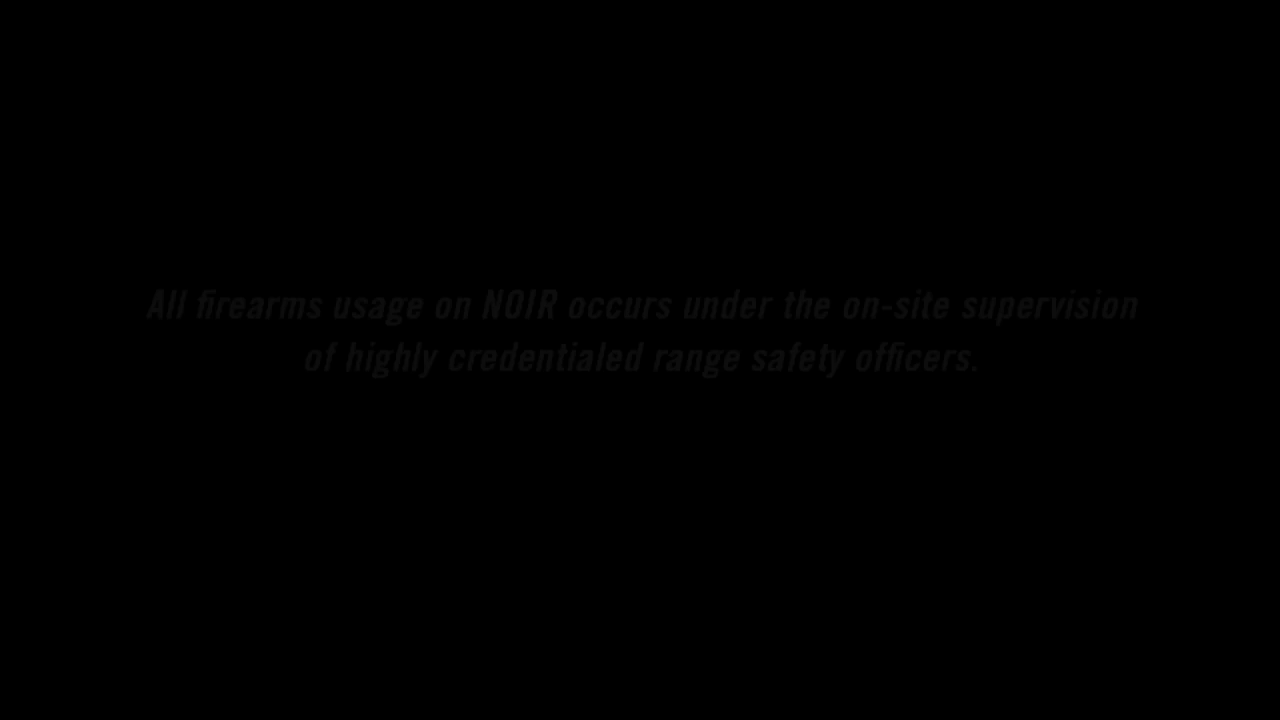 All firearms usage on NOIR occurs under the on-site supervision
of highly credentialed range safety officers.